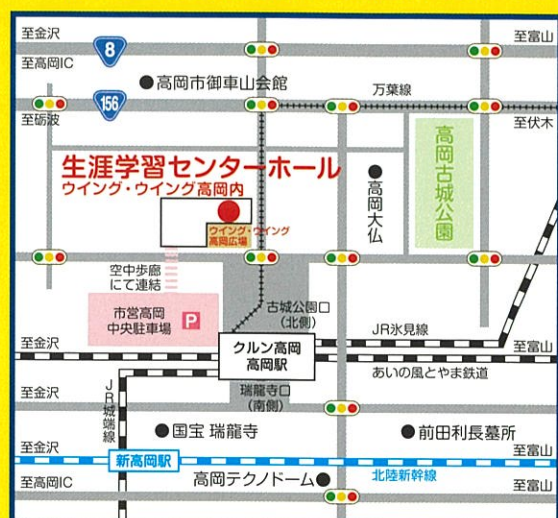 至金沢
8
至富山
至高岡IC
高岡市御車山会館
156
万葉線
至砺波
至伏木
生涯学習センターホール
ウイング・ウイング高岡内
高岡大仏
高岡古城公園
ウイング・ウイング
高岡広場
空中歩廊
にて連結
市営高岡
中央駐車場
P
古城公園口
(北側)
至金沢
クルン高岡
高岡駅
JR氷見線
至富山
あいの風とやま鉄道
至金沢
JR城端線
瑞龍寺口
(南側)
至富山
国宝 瑞龍寺
前田利長墓所
至金沢
新高岡駅
至富山
北陸新幹線
至高岡IC
高岡テクノドーム
至富山